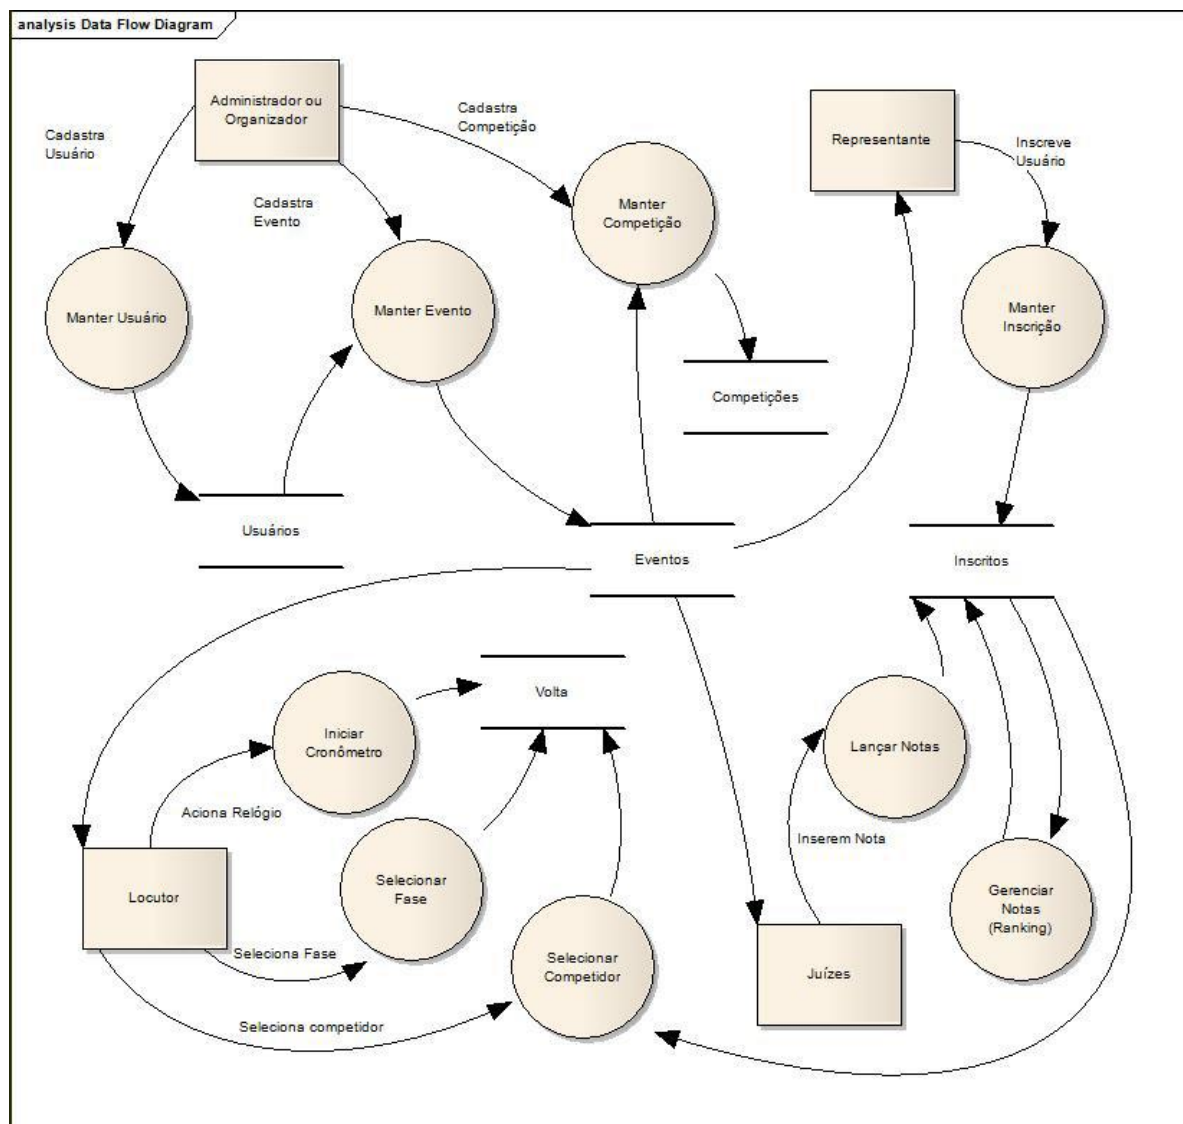 analysis Data Flow Diagram
Administrador ou
Organizador
Cadastra
Usuário
Cadastra
Competição
Cadastra
Evento
Representante
Inscreve
Usuário
Manter
Competição
Manter Usuário
Manter Evento
Manter
Inscrição
Competições
Usuários
Eventos
Inscritos
Volta
Iniciar
Cronômetro
Lançar Notas
Aciona Relógio
Inserem Nota
Selecionar
Fase
Locutor
Gerenciar
Notas
(Ranking)
Seleciona Fase
Selecionar
Competidor
Juízes
Seleciona competidor